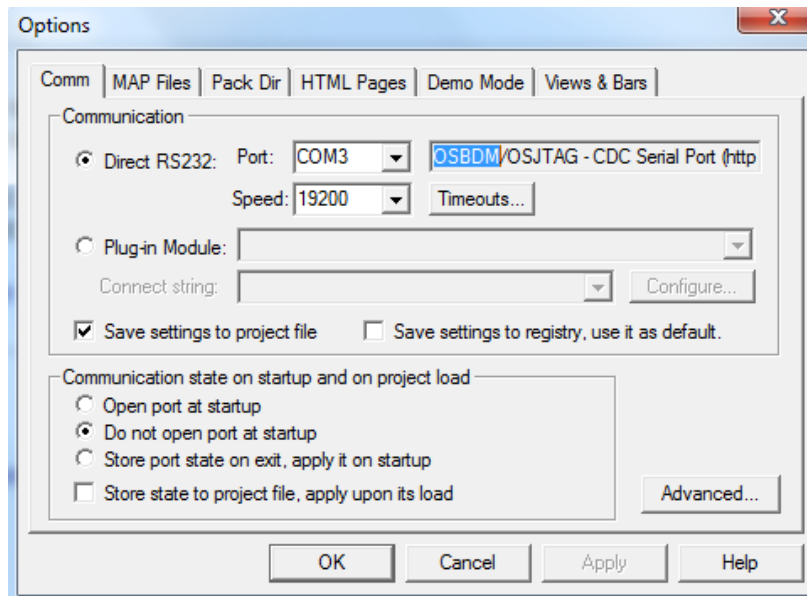 Options
Comm MAP Files Pack Dir HTML Pages Demo Mode Views & Bars
Communication
Direct RS232: Port: COM3 OSBDM/OSJTAG - CDC Serial Port (http
Speed: 19200 Timeouts...
Plug-in Module:
Connect string: Configure...
Save settings to project file Save settings to registry, use it as default.
Communication state on startup and on project load
Open port at startup
Do not open port at startup
Store port state on exit, apply it on startup
Store state to project file, apply upon its load Advanced...
OK Cancel Apply Help